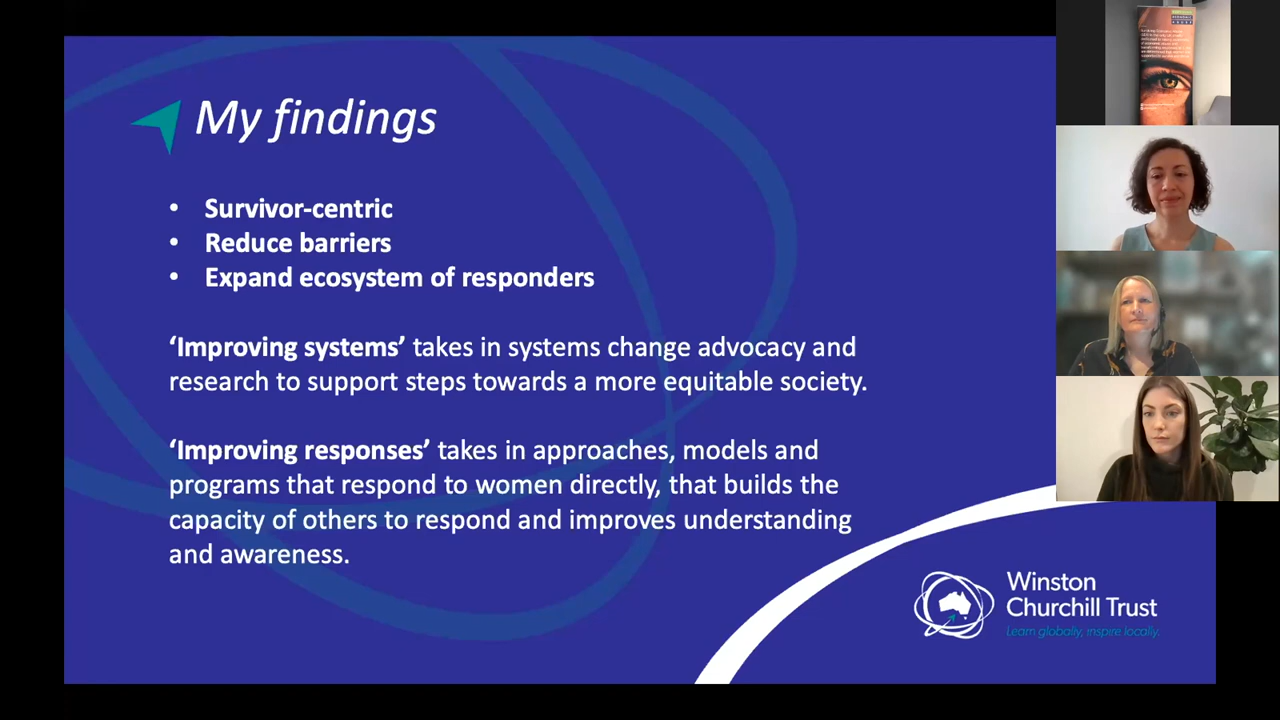 My findings
• Survivor-centric
• Reduce barriers
• Expand ecosystem of responders
‘Improving systems’ takes in systems change advocacy and
research to support steps towards a more equitable society.
‘Improving responses’ takes in approaches, models and
programs that respond to women directly, that builds the
capacity of others to respond and improves understanding
and awareness.
Winston
Churchill Trust
Learn globally, inspire locally.